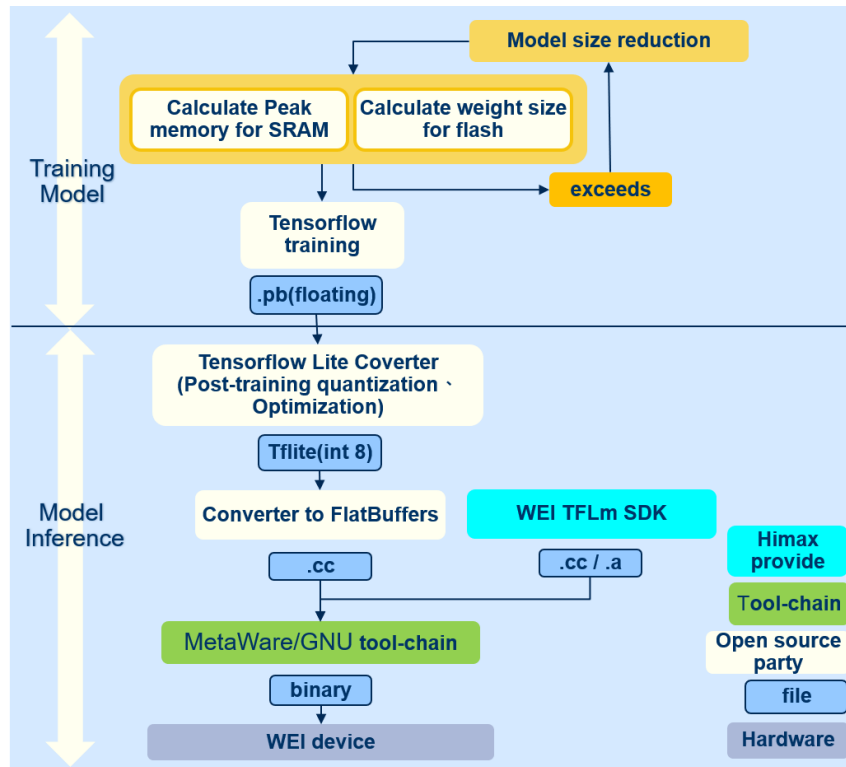 Model size reduction
Calculate Peak
memory for SRAM
Calculate weight size
for flash
exceeds
Training
Model
Tensorflow
training
.pb(floating)
Tensorflow Lite Coverter
(Post-training quantization、
Optimization)
Tflite(int 8)
Model
Inference
Converter to FlatBuffers
WEI TFLm SDK
.cc
.cc / .a
MetaWare/GNU tool-chain
binary
WEI device
Himax
provide
Tool-chain
Open source
party
file
Hardware